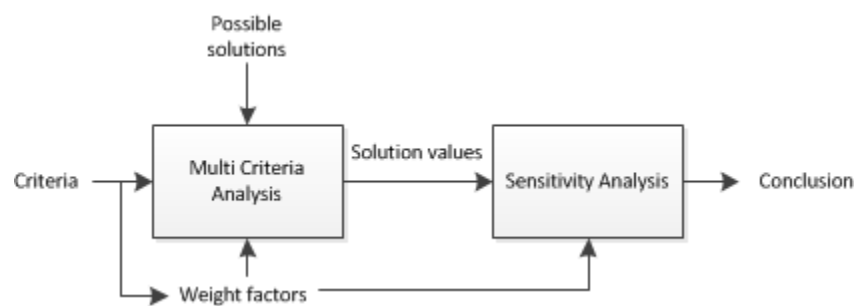 Possible
solutions
Criteria
Multi Criteria
Analysis
Solution values
Sensitivity Analysis
Conclusion
Weight factors